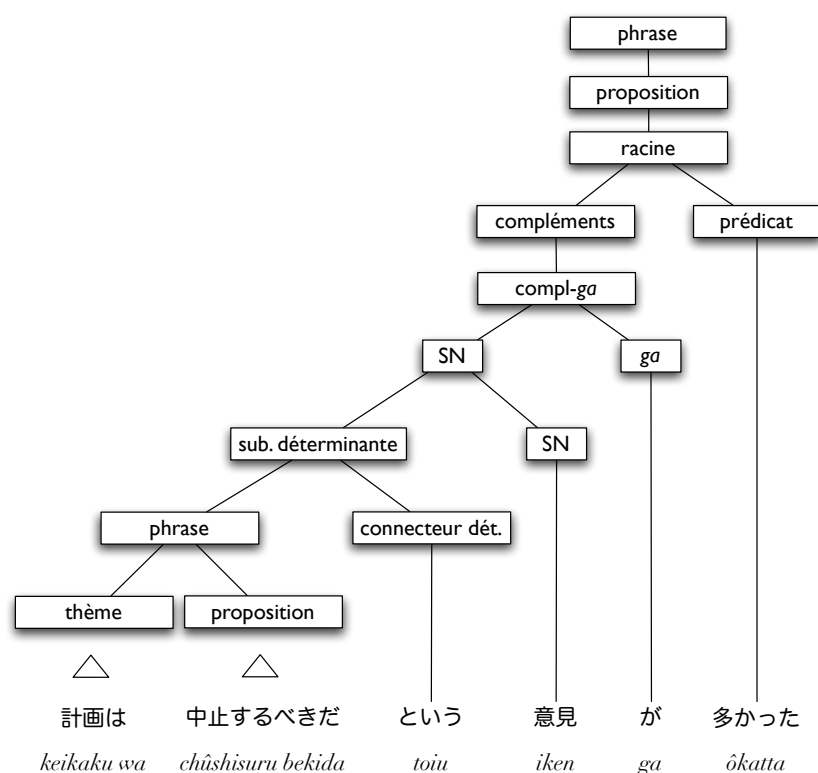 phrase
proposition
racine
compléments prédicat
compl-ga
SN ga
sub. déterminante SN
phrase connecteur dét.
thème proposition
計画は 中止するべきだ という 意見 が 多かった
keikaku wa chûshisuru bekida toiu iken ga ôkatta